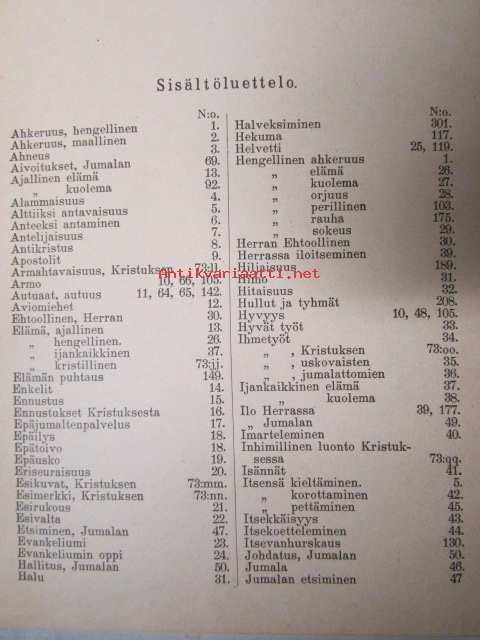 Sisältöluettelo.
N:o.
Ahkeruus, hengellinen 1.
Ahkeruus, maallinen 2.
Ahneus 3.
Aivoitukset, Jumalan 69.
Ajallinen elämä 13.
„ kuolema 92.
Alammaisuus 4.
Alttiiksi antavaisuus 5.
Anteeksi antaminen 6.
Antelijaisuus 7.
Antikristus 8.
Apostolit 9.
Armahtavaisuus, Kristuksen 73:ll.
Armo 10, 66, 105.
Autuaat, autuus 11, 64, 65, 142.
Aviomiehet 12.
Ehtoollinen, Herran 30.
Elämä, ajallinen 13.
„ hengellinen. 26.
„ ijankaikkinen 37.
„ kristillinen 73:jj.
Elämän puhtaus 149.
Enkelit 14.
Ennustus 15.
Ennustukset Kristuksesta 16.
Epäjumaltenpalvelus 17.
Epäilys 18.
Epätoivo 18.
Epäusko 19.
Eriseuraisuus 20.
Esikuvat, Kristuksen 73:mm.
Esimerkki, Kristuksen 73:nn.
Esirukous 21.
Esivalta 22.
Etsiminen, Jumalan 47.
Evankeliumi 23.
Evankeliumin oppi 24.
Hallitus, Jumalan 50.
Halu 31.
N:o.
Halveksiminen 301.
Hekuma 117.
Helvetti 25, 119.
Hengellinen ahkeruus 1.
„ elämä 26.
„ kuolema 27.
„ orjuus 28.
„ perillinen 103.
„ rauha 175.
„ sokeus 29.
Herran Ehtoollinen 30.
Herrassa iloitseminen 39.
Hiljaisuus 189.
Himo 31.
Hitaisuus 32.
Hullut ja tyhmät 208.
Hyvyys 10, 48, 105.
Hyvät työt 33.
Ihmetyöt 34.
„ , Kristuksen 73:oo.
„ , uskovaisten 35.
„ , jumalattomien 36.
Ijankaikkinen elämä 37.
„ kuolema 38.
Ilo Herrassa 39, 177.
„ Jumalan 49.
Imarteleminen 40.
Inhimillinen luonto Kristuk-
sessa 73:qq.
Isännät 41.
Itsensä kieltäminen. 5.
„ korottaminen 42.
„ pettäminen 45.
Itsekkäisyys 43.
Itsekoetteleminen 44.
Itsevanhurskaus 130.
Johdatus, Jumalan 50.
Jumala 46.
Jumalan etsiminen 47
Antikvariaatti.net